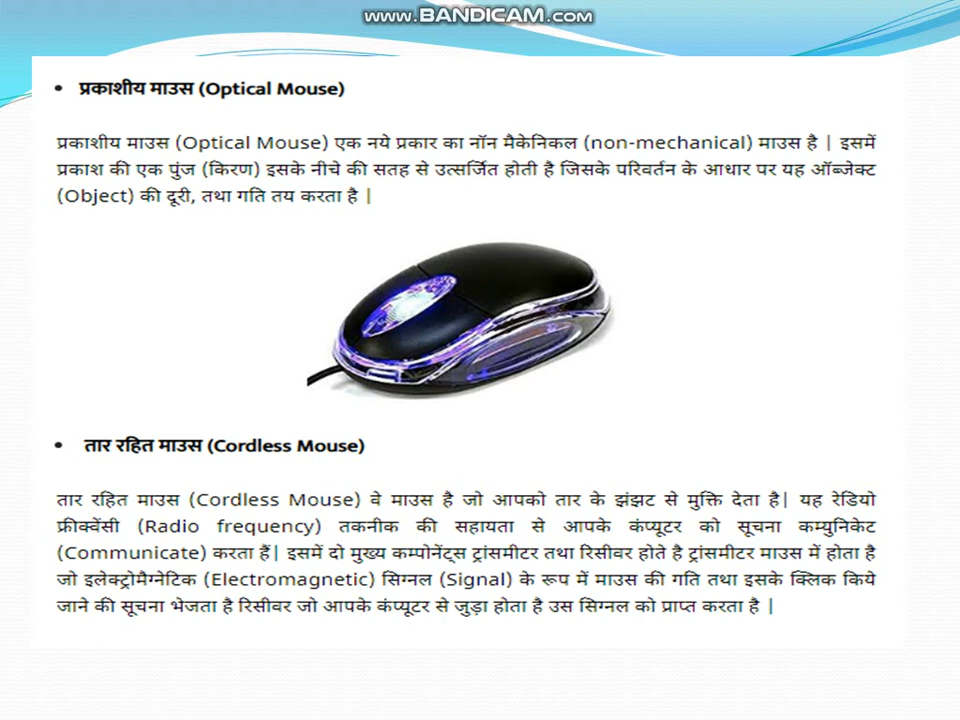 www.BANDICAM.com
• प्रकाशीय माउस (Optical Mouse)
प्रकाशीय माउस (Optical Mouse) एक नये प्रकार का नॉन मैकेनिकल (non-mechanical) माउस है | इसमें
प्रकाश की एक पुंज (किरण) इसके नीचे की सतह से उत्सर्जित होती है जिसके परिवर्तन के आधार पर यह ऑब्जेक्ट
(Object) की दूरी, तथा गति तय करता है |
• तार रहित माउस (Cordless Mouse)
तार रहित माउस (Cordless Mouse) वे माउस है जो आपको तार के झंझट से मुक्ति देता है| यह रेडियो
फ्रीक्वेंसी (Radio frequency) तकनीक की सहायता से आपके कंप्यूटर को सूचना कम्युनिकेट
(Communicate) करता हैं| इसमें दो मुख्य कम्पोनेंट्स ट्रांसमीटर तथा रिसीवर होते है ट्रांसमीटर माउस में होता है
जो इलेक्ट्रोमैग्नेटिक (Electromagnetic) सिग्नल (Signal) के रूप में माउस की गति तथा इसके क्लिक किये
जाने की सूचना भेजता है रिसीवर जो आपके कंप्यूटर से जुड़ा होता है उस सिग्नल को प्राप्त करता है |